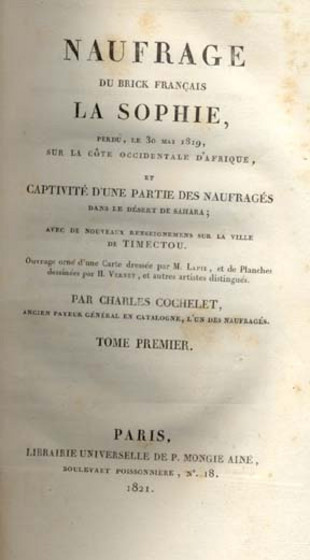 NAUFRAGE
DU BRICK FRANÇAIS
LA SOPHIE,
PERDU, LE 30 MAI 1819,
SUR LA CÔTE OCCIDENTALE D'AFRIQUE,
ET
CAPTIVITÉ D'UNE PARTIE DES NAUFRAGÉS
DANS LE DÉSERT DE SAHARA;
AVEC DE NOUVEAUX RENSEIGNEMENS SUR LA VILLE
DE TIMECTOU.
Ouvrage orné d'une Carte dressée par M. LAPIE, et de Planches
dessinées par H. VERNET, et autres artistes distingués.
PAR CHARLES COCHELET,
ANCIEN PAYEUR GÉNÉRAL EN CATALOGNE, L'UN DES NAUFRAGÉS.
TOME PREMIER.
PARIS,
LIBRAIRIE UNIVERSELLE DE P. MONGIE AINÉ,
BOULEVART POISSONNIÈRE, N°. 18.
1821.